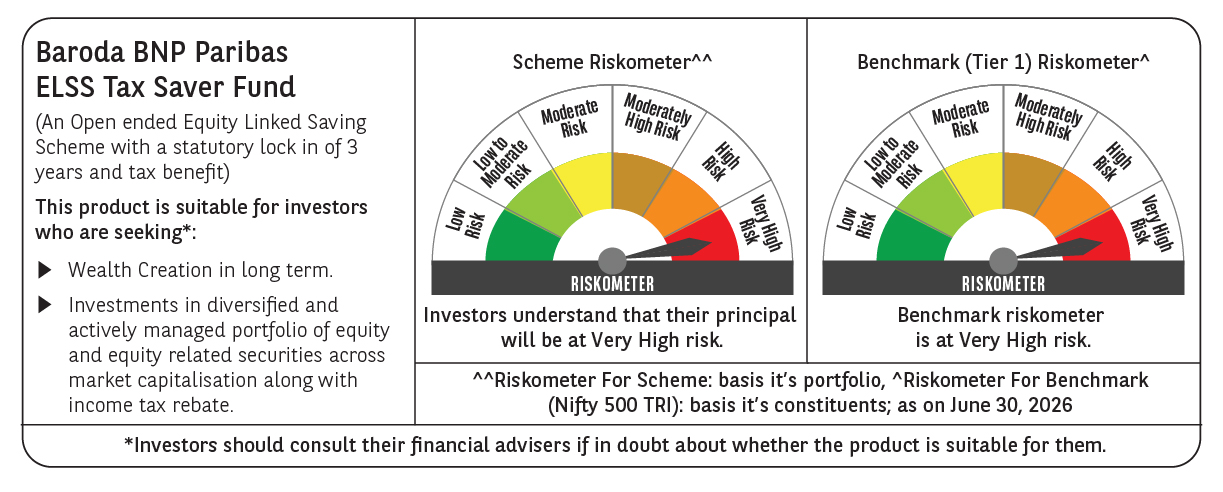 Baroda BNP Paribas
ELSS Tax Saver Fund
(An Open ended Equity Linked Saving
Scheme with a statutory lock in of 3
years and tax benefit)
This product is suitable for investors
who are seeking*:
Wealth Creation in long term.
Investments in diversified and
actively managed portfolio of equity
and equity related securities across
market capitalisation along with
income tax rebate.
Scheme Riskometer^^
Low
Risk
Low to
Moderate
Risk
Moderate
Risk
Moderately
High Risk
High
Risk
Very High
Risk
RISKOMETER
Investors understand that their principal
will be at Very High risk.
Benchmark (Tier 1) Riskometer^
Low
Risk
Low to
Moderate
Risk
Moderate
Risk
Moderately
High Risk
High
Risk
Very High
Risk
RISKOMETER
Benchmark riskometer
is at Very High risk.
^^Riskometer For Scheme: basis it's portfolio, ^Riskometer For Benchmark
(Nifty 500 TRI): basis it's constituents; as on June 30, 2026
*Investors should consult their financial advisers if in doubt about whether the product is suitable for them.